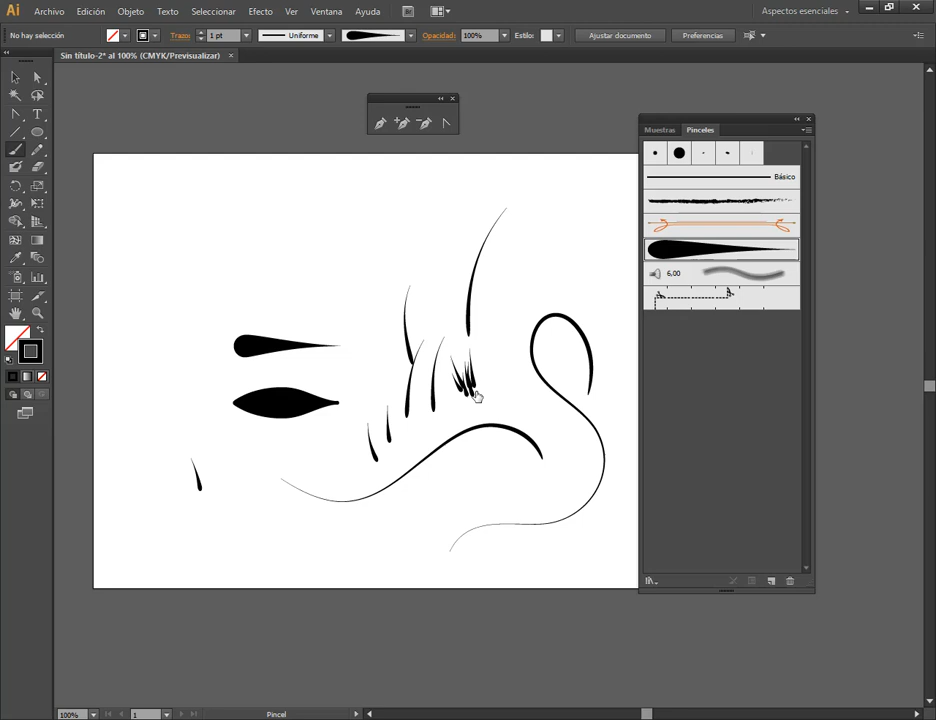 Ai Archivo Edición Objeto Texto Seleccionar Efecto Ver Ventana Ayuda Br Aspectos esenciales
No hay selección Trazo: 1 pt Uniforme Opacidad: 100% Estilo: Ajustar documento Preferencias
Sin título-2* al 100% (CMYK/Previsualizar)
Muestras Pinceles
Básico
6,00
100% 1 Pincel